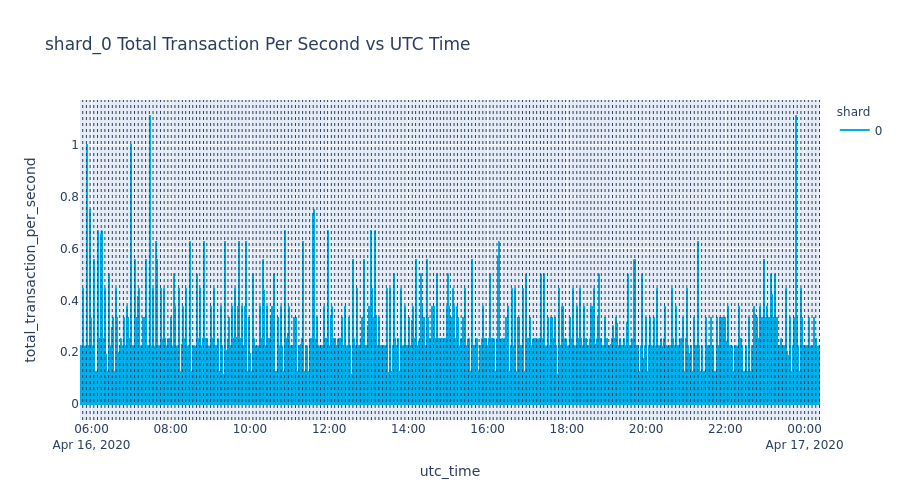 shard_0 Total Transaction Per Second vs UTC Time
shard
0
total_transaction_per_second
1
0.8
0.6
0.4
0.2
0
06:00 08:00 10:00 12:00 14:00 16:00 18:00 20:00 22:00 00:00
Apr 16, 2020 Apr 17, 2020
utc_time